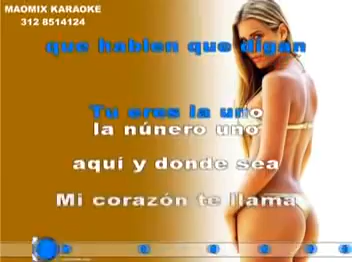 MAOMIX KARAOKE
312 8514124
que hablen que digan
Tu eres la uno
la núnero uno
aquí y donde sea
Mi corazón te llama